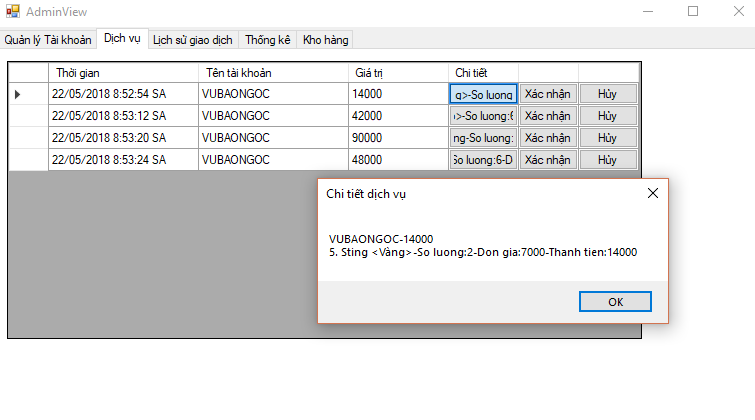 AdminView
Quản lý Tài khoản Dịch vụ Lịch sử giao dịch Thống kê Kho hàng
Thời gian Tên tài khoản Giá trị Chi tiết
22/05/2018 8:52:54 SA VUBAONGOC 14000 g>-So luong Xác nhận Hủy
22/05/2018 8:53:12 SA VUBAONGOC 42000 >-So luong:6 Xác nhận Hủy
22/05/2018 8:53:20 SA VUBAONGOC 90000 ng-So luong: Xác nhận Hủy
22/05/2018 8:53:24 SA VUBAONGOC 48000 So luong:6-D Xác nhận Hủy
Chi tiết dịch vụ
VUBAONGOC-14000
5. Sting <Vàng>-So luong:2-Don gia:7000-Thanh tien:14000
OK